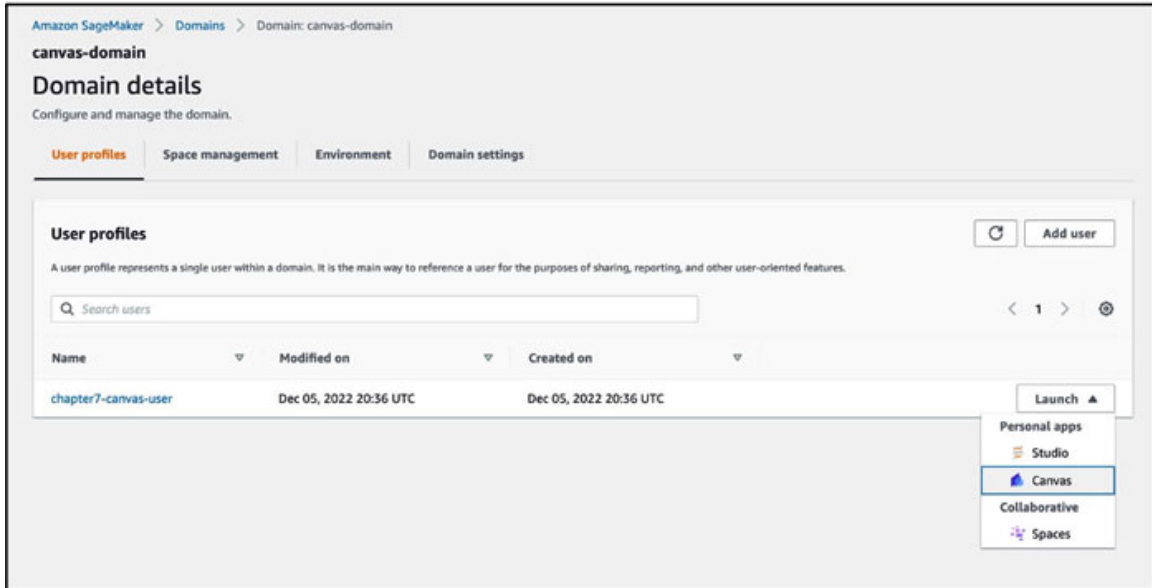 Amazon SageMaker > Domains > Domain: canvas-domain
canvas-domain
Domain details
Configure and manage the domain.
User profiles Space management Environment Domain settings
User profiles
Add user
A user profile represents a single user within a domain. It is the main way to reference a user for the purposes of sharing, reporting, and other user-oriented features.
Search users
< 1 >
Name Modified on Created on
chapter7-canvas-user Dec 05, 2022 20:36 UTC Dec 05, 2022 20:36 UTC Launch
Personal apps
Studio
Canvas
Collaborative
Spaces